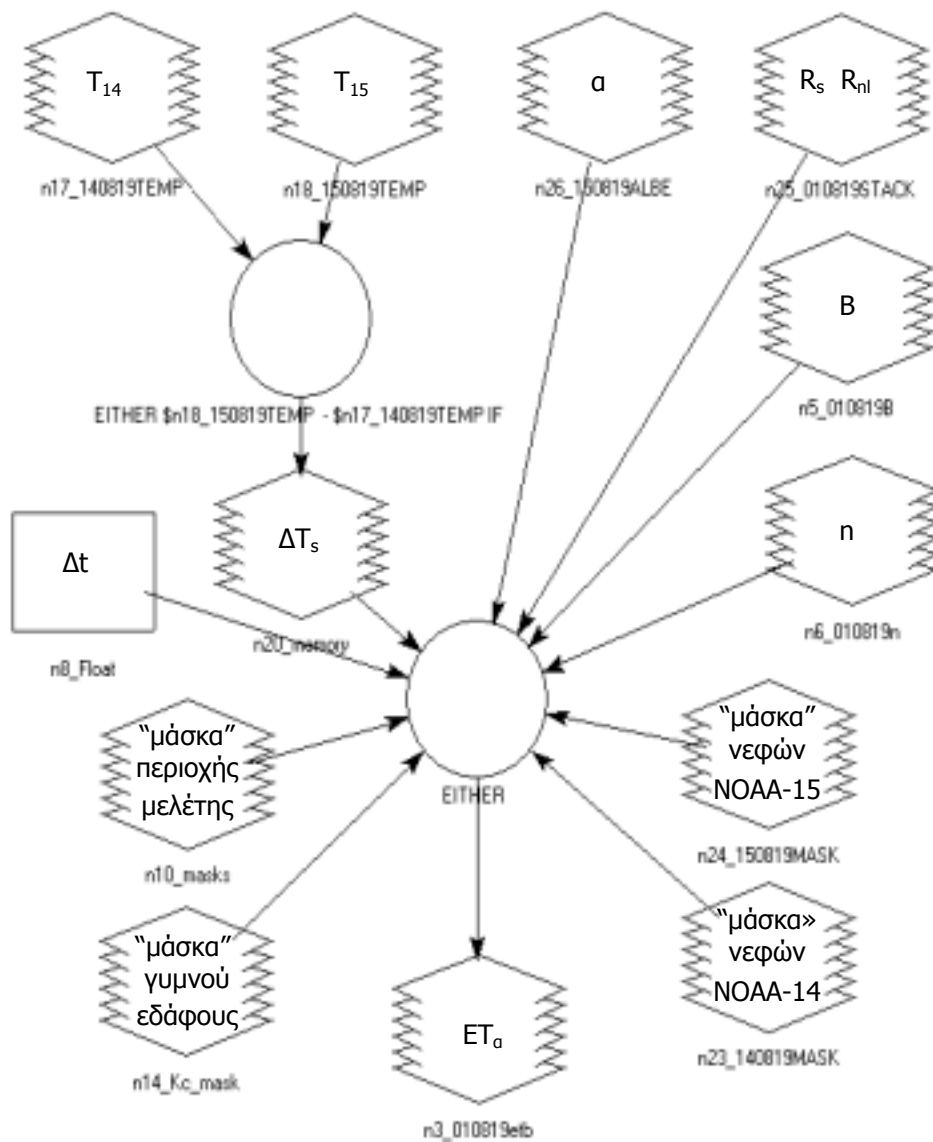 T₁₄
T₁₅
α
Rₛ Rₙₗ
n17_140819TEMP
n18_150819TEMP
n26_150819ALBE
n25_010819STACK
B
n5_010819B
EITHER $n18_150819TEMP - $n17_140819TEMP IF
ΔTₛ
n20_memory
Δt
n8_Float
n
n6_010819n
"μάσκα"
περιοχής
μελέτης
n10_masks
EITHER
"μάσκα"
νεφών
NOAA-15
n24_150819MASK
"μάσκα"
γυμνού
εδάφους
n14_Kc_mask
ETα
n3_010819etb
"μάσκα»
νεφών
NOAA-14
n23_140819MASK